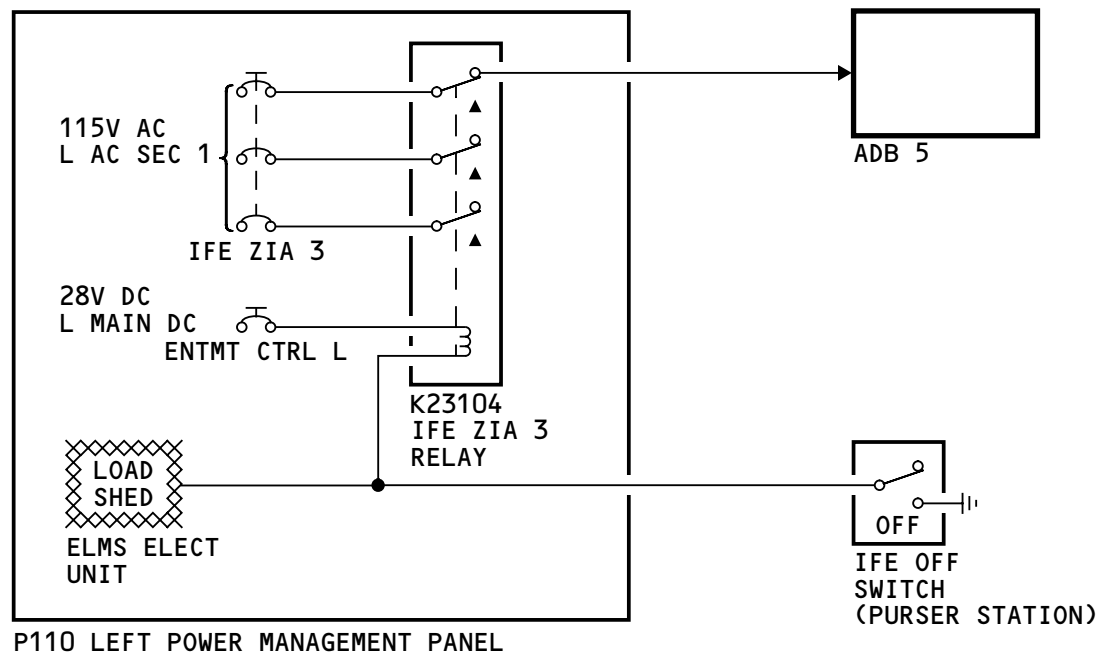 115V AC
L AC SEC 1
IFE ZIA 3
28V DC
L MAIN DC
ENTMT CTRL L
K23104
IFE ZIA 3
RELAY
ADB 5
LOAD
SHED
ELMS ELECT
UNIT
OFF
IFE OFF
SWITCH
(PURSER STATION)
P110 LEFT POWER MANAGEMENT PANEL